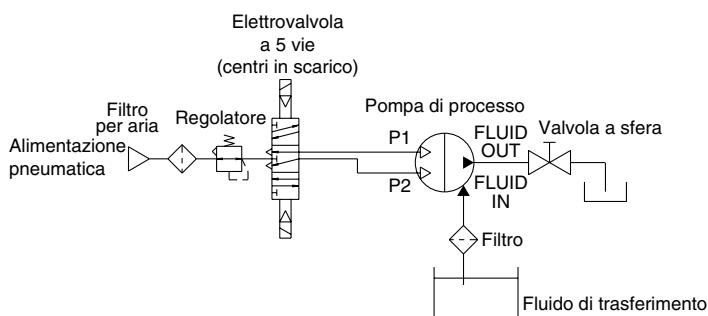 Elettrovalvola
a 5 vie
(centri in scarico)
Filtro
per aria
Regolatore
Alimentazione
pneumatica
Pompa di processo
P1
P2
FLUID
OUT
FLUID
IN
Valvola a sfera
Filtro
Fluido di trasferimento